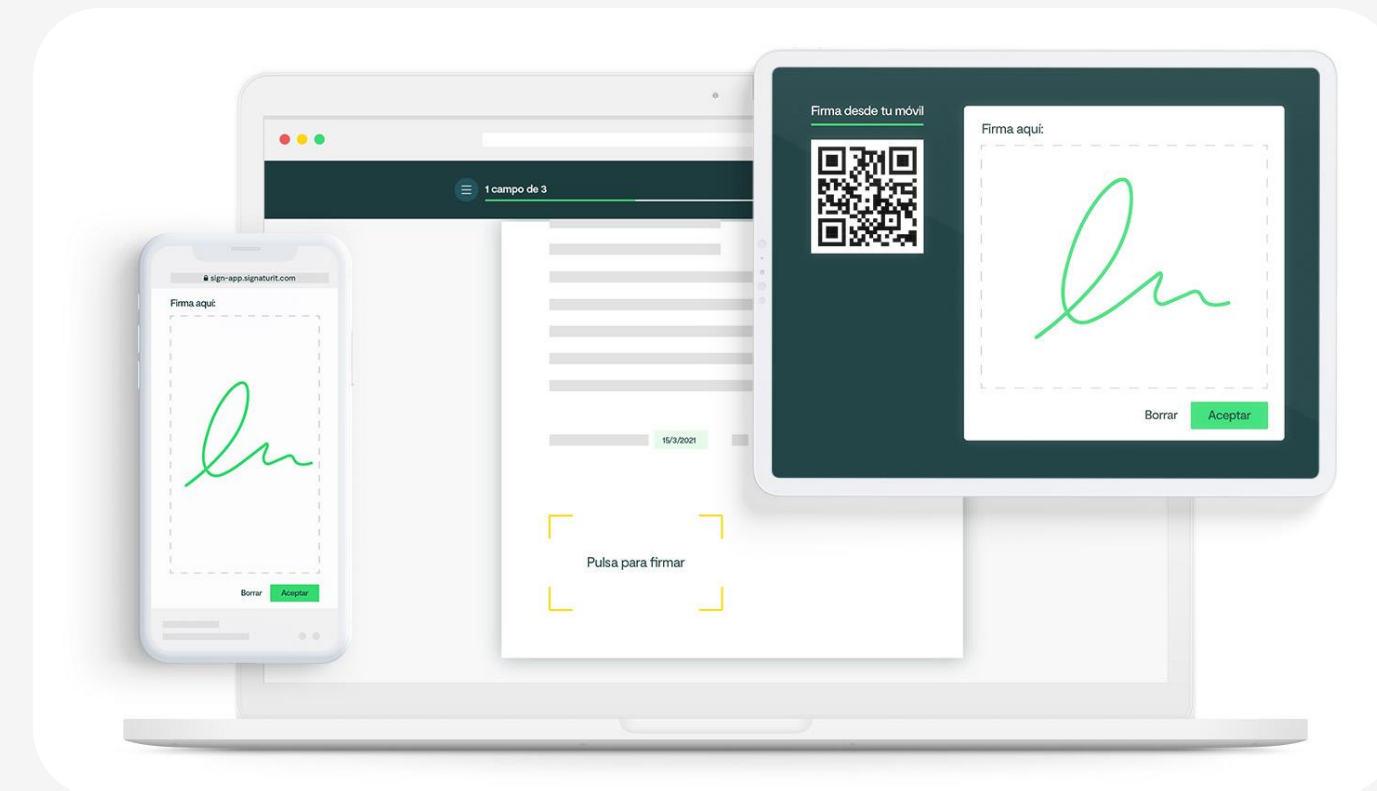 Firma desde tu móvil
Firma aquí:
Borrar
Aceptar
1 campo de 3
15/3/2021
Pulsa para firmar
sign-app.signaturit.com
Firma aquí:
Borrar
Aceptar